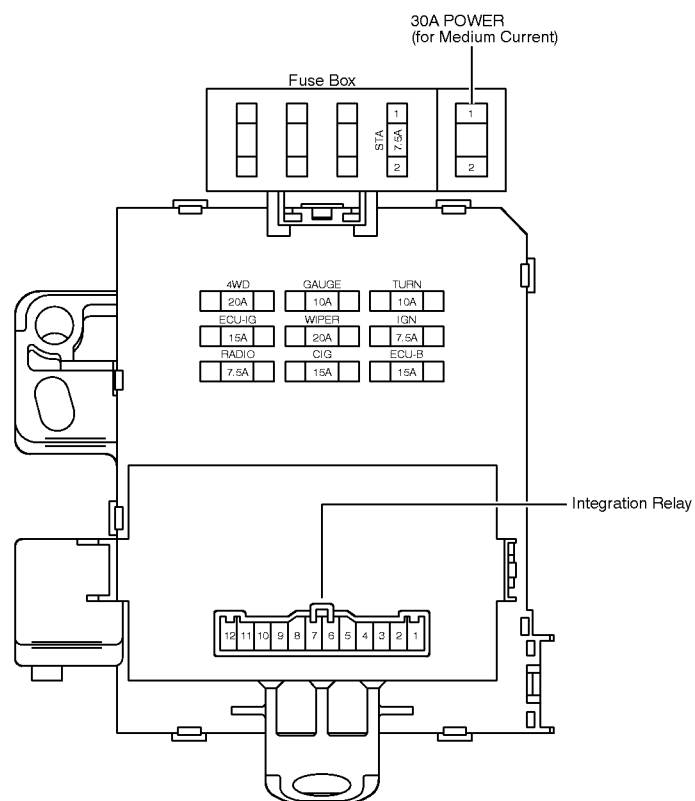 30A POWER
(for Medium Current)
Fuse Box
1
STA 7.5A
2
1
2
4WD GAUGE TURN
20A 10A 10A
ECU-IG WIPER IGN
15A 20A 7.5A
RADIO CIG ECU-B
7.5A 15A 15A
Integration Relay
12 11 10 9 8 7 6 5 4 3 2 1